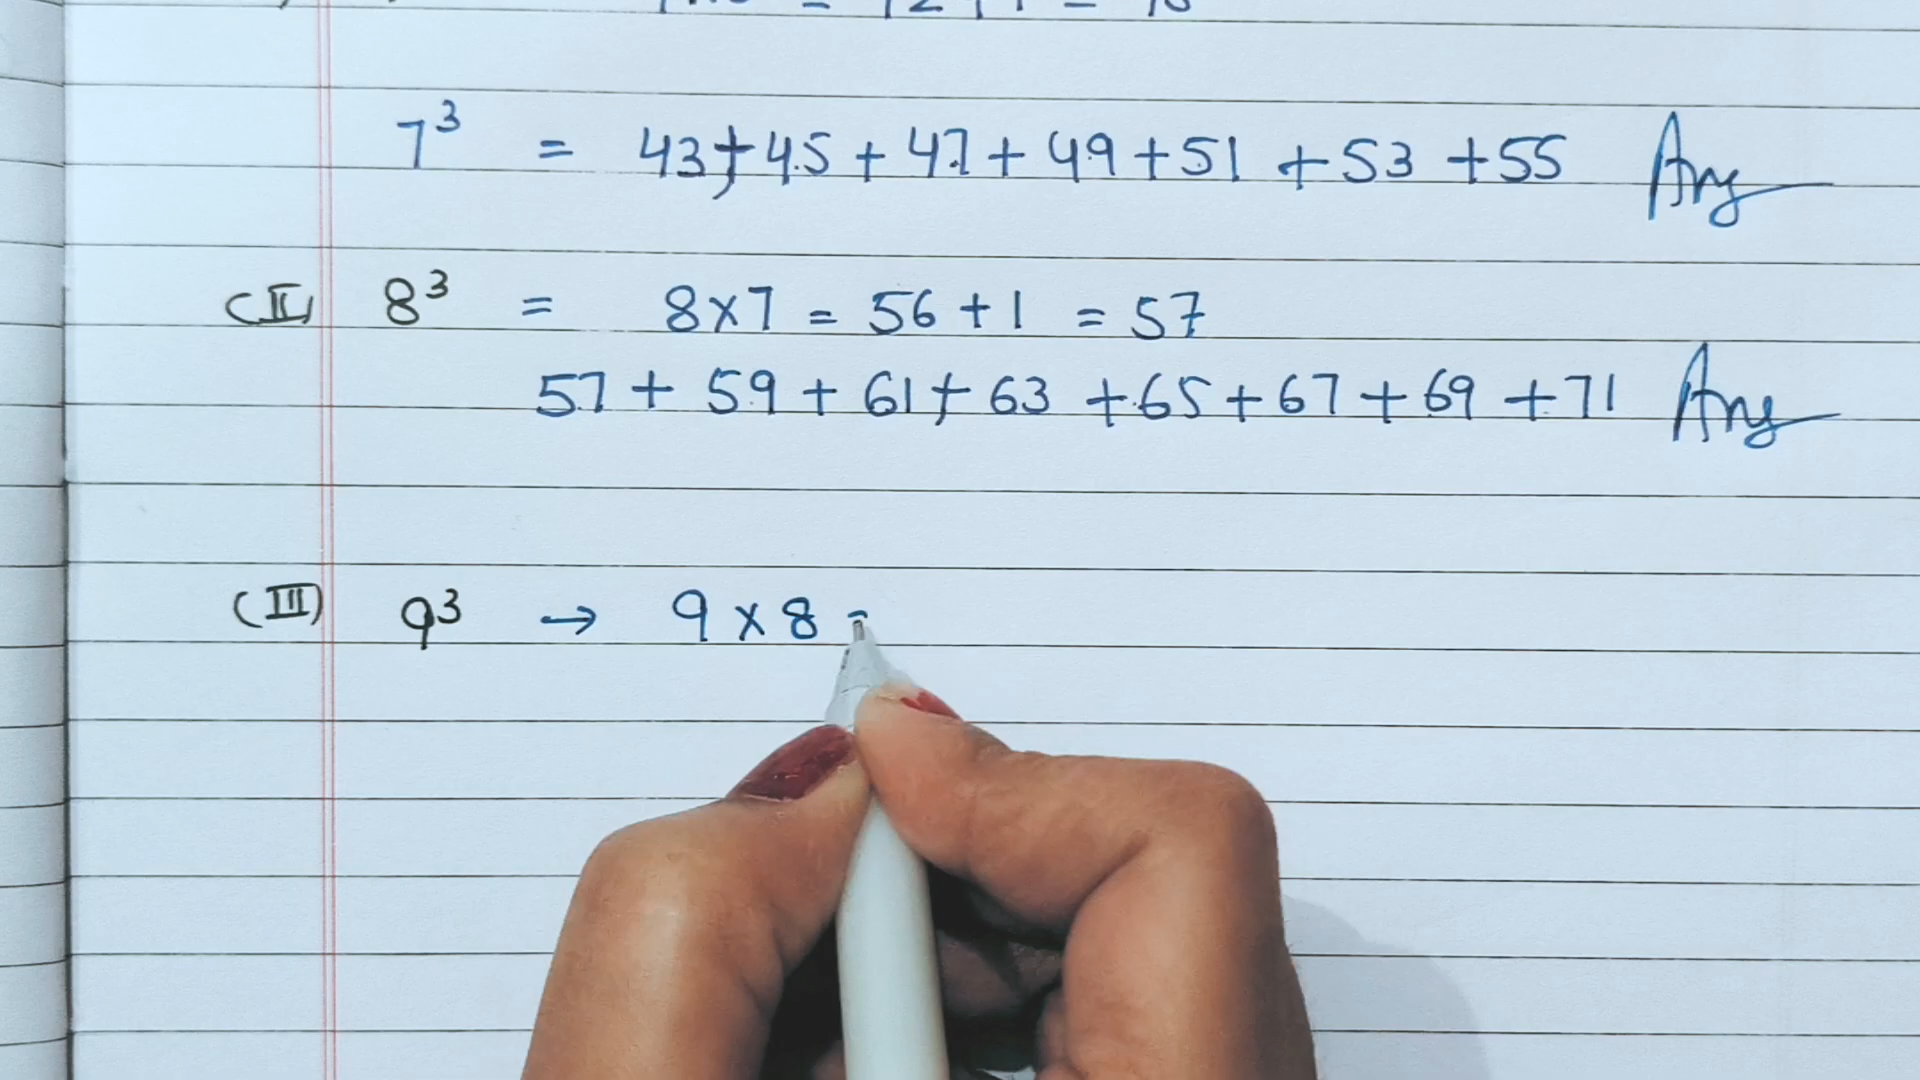 7³ = 43+45 + 47 + 49 + 51 + 53 + 55 Ans
(II) 8³ = 8×7 = 56 + 1 = 57
57 + 59 + 61 + 63 + 65 + 67 + 69 + 71 Ans
(III) 9³ → 9 × 8 =